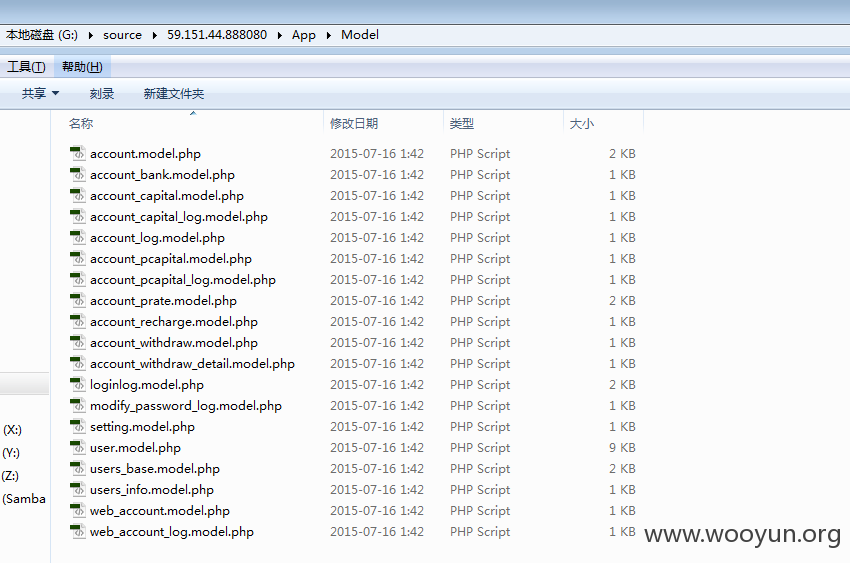 本地磁盘 (G:) ▸ source ▸ 59.151.44.888080 ▸ App ▸ Model
工具(T) 帮助(H)
共享 刻录 新建文件夹
名称 修改日期 类型 大小
account.model.php 2015-07-16 1:42 PHP Script 2 KB
account_bank.model.php 2015-07-16 1:42 PHP Script 1 KB
account_capital.model.php 2015-07-16 1:42 PHP Script 1 KB
account_capital_log.model.php 2015-07-16 1:42 PHP Script 1 KB
account_log.model.php 2015-07-16 1:42 PHP Script 1 KB
account_pcapital.model.php 2015-07-16 1:42 PHP Script 1 KB
account_pcapital_log.model.php 2015-07-16 1:42 PHP Script 1 KB
account_prate.model.php 2015-07-16 1:42 PHP Script 2 KB
account_recharge.model.php 2015-07-16 1:42 PHP Script 1 KB
account_withdraw.model.php 2015-07-16 1:42 PHP Script 1 KB
account_withdraw_detail.model.php 2015-07-16 1:42 PHP Script 1 KB
loginlog.model.php 2015-07-16 1:42 PHP Script 2 KB
modify_password_log.model.php 2015-07-16 1:42 PHP Script 1 KB
(X:)
setting.model.php 2015-07-16 1:42 PHP Script 1 KB
user.model.php 2015-07-16 1:42 PHP Script 9 KB
(Y:)
users_base.model.php 2015-07-16 1:42 PHP Script 2 KB
(Z:)
users_info.model.php 2015-07-16 1:42 PHP Script 1 KB
(Samba
web_account.model.php 2015-07-16 1:42 PHP Script 1 KB
web_account_log.model.php 2015-07-16 1:42 PHP Script 1 KB
www.wooyun.org